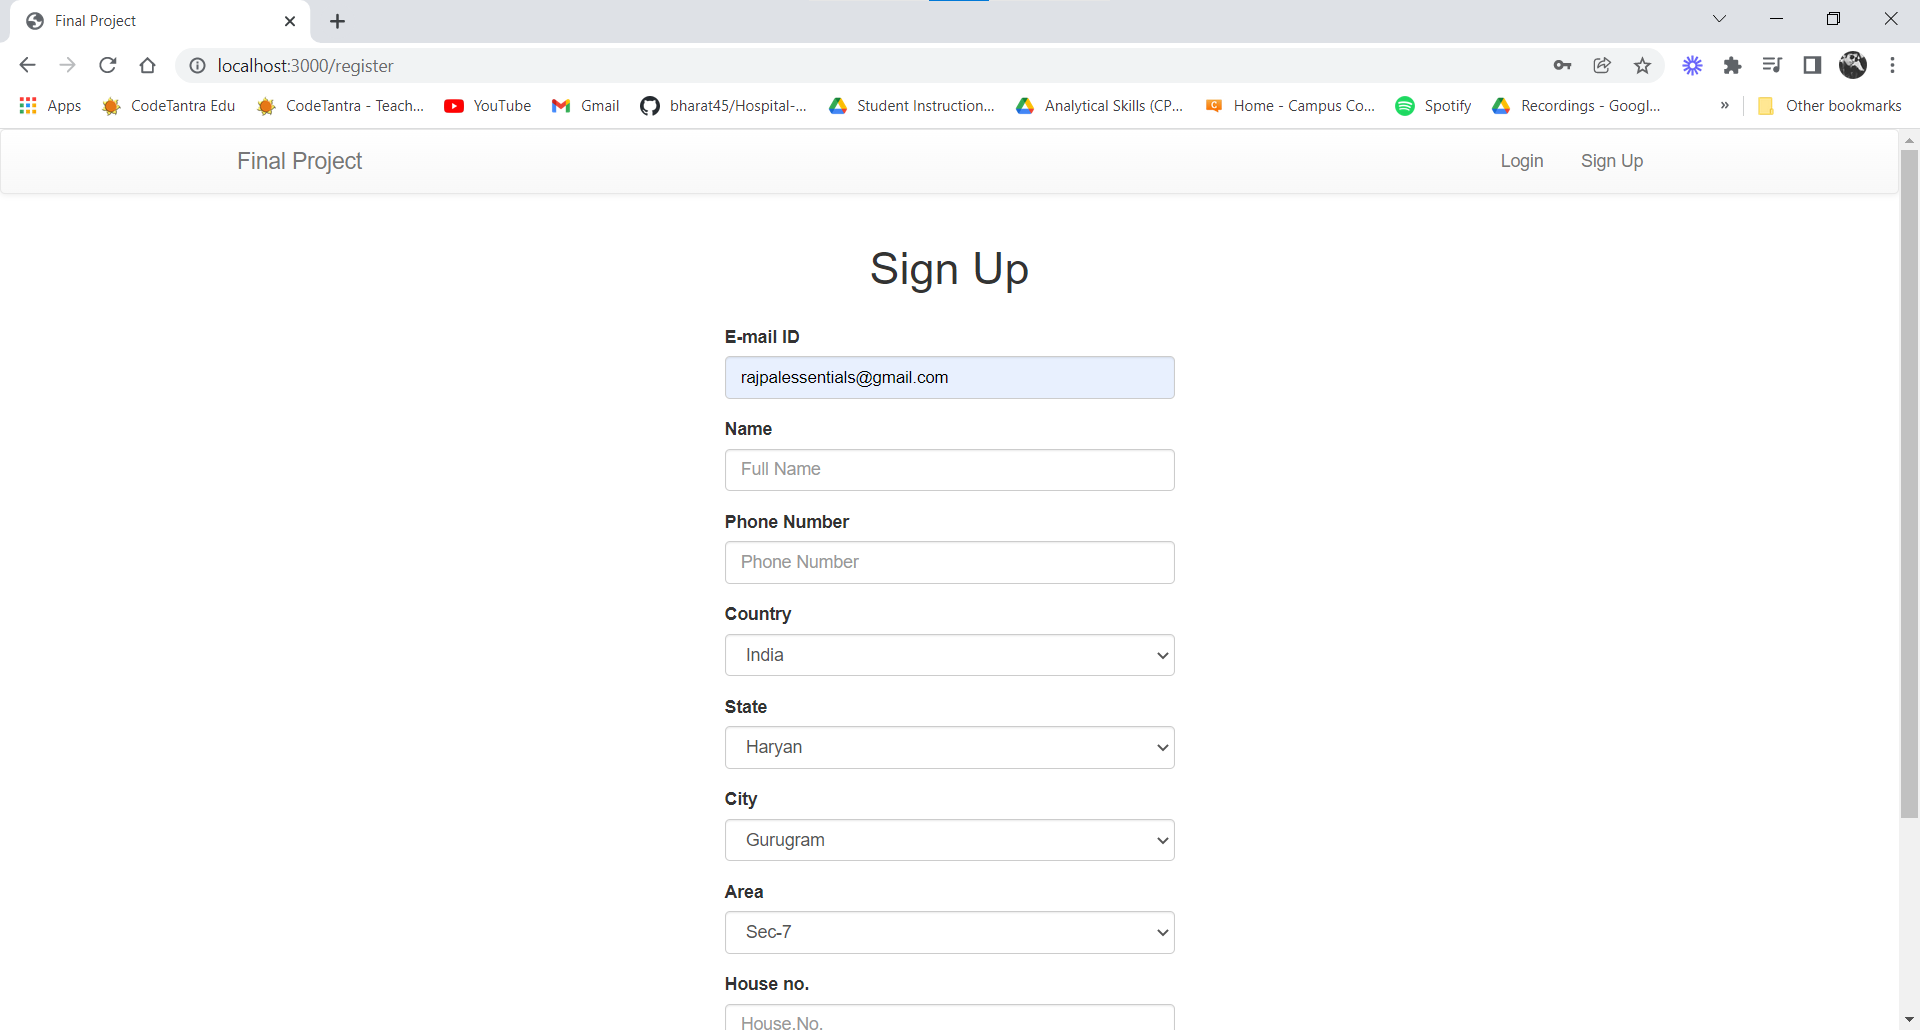 Final Project
localhost:3000/register
Apps CodeTantra Edu CodeTantra - Teach... YouTube Gmail bharat45/Hospital-... Student Instruction... Analytical Skills (CP... Home - Campus Co... Spotify Recordings - Googl... » Other bookmarks
Final Project Login Sign Up
Sign Up
E-mail ID
rajpalessentials@gmail.com
Name
Full Name
Phone Number
Phone Number
Country
India
State
Haryan
City
Gurugram
Area
Sec-7
House no.
House.No.